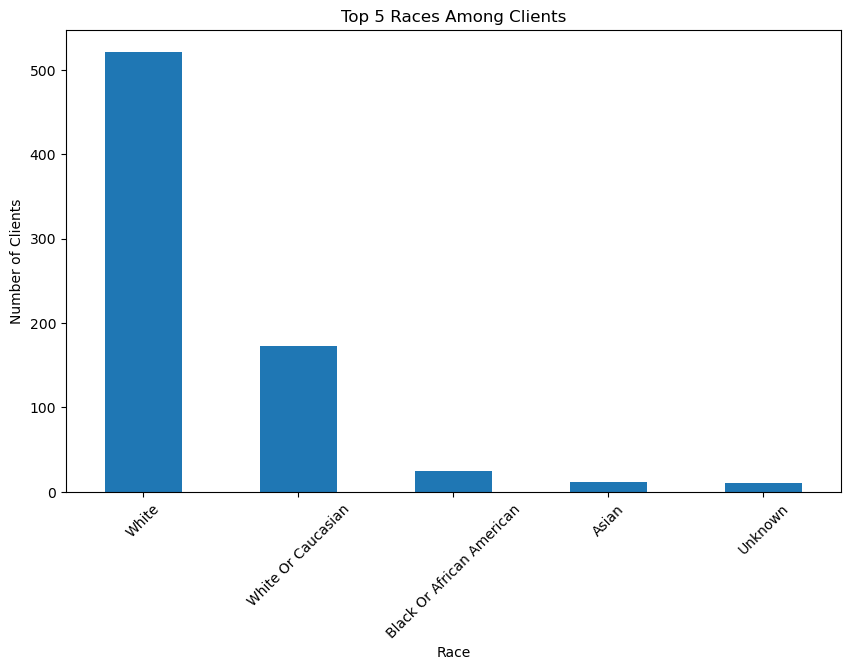 Top 5 Races Among Clients
Number of Clients
500
400
300
200
100
0
White
White Or Caucasian
Black Or African American
Asian
Unknown
Race